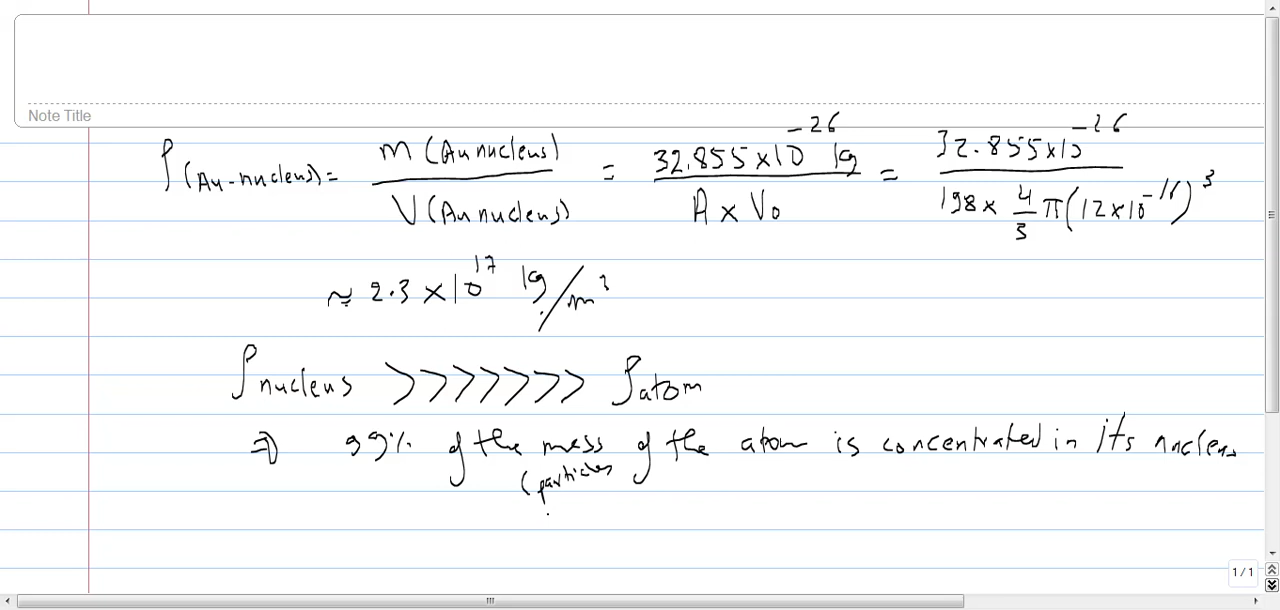 Note Title
ρ(Au-nucleus) = m(Au nucleus) / V(Au nucleus) = 32.855 x 10^-26 kg / A x V0 = 32.855 x 10^-26 / 198 x 4/3 π (12 x 10^-16)^3
≈ 2.3 x 10^17 kg/m^3
ρnucleus >>>>>>> ρatom
⇒ 99% of the mass of the atom is concentrated in its nucleus
(particles
1 / 1